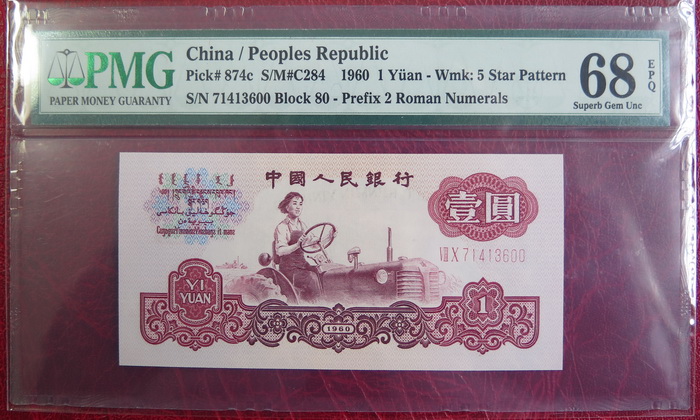 PMG
PAPER MONEY GUARANTY
China / Peoples Republic
Pick# 874c S/M#C284 1960 1 Yüan - Wmk: 5 Star Pattern
S/N 71413600 Block 80 - Prefix 2 Roman Numerals
68 EPQ
Superb Gem Unc
中國人民銀行
壹圓
VIII X 71413600
YI
YUAN
1960
1